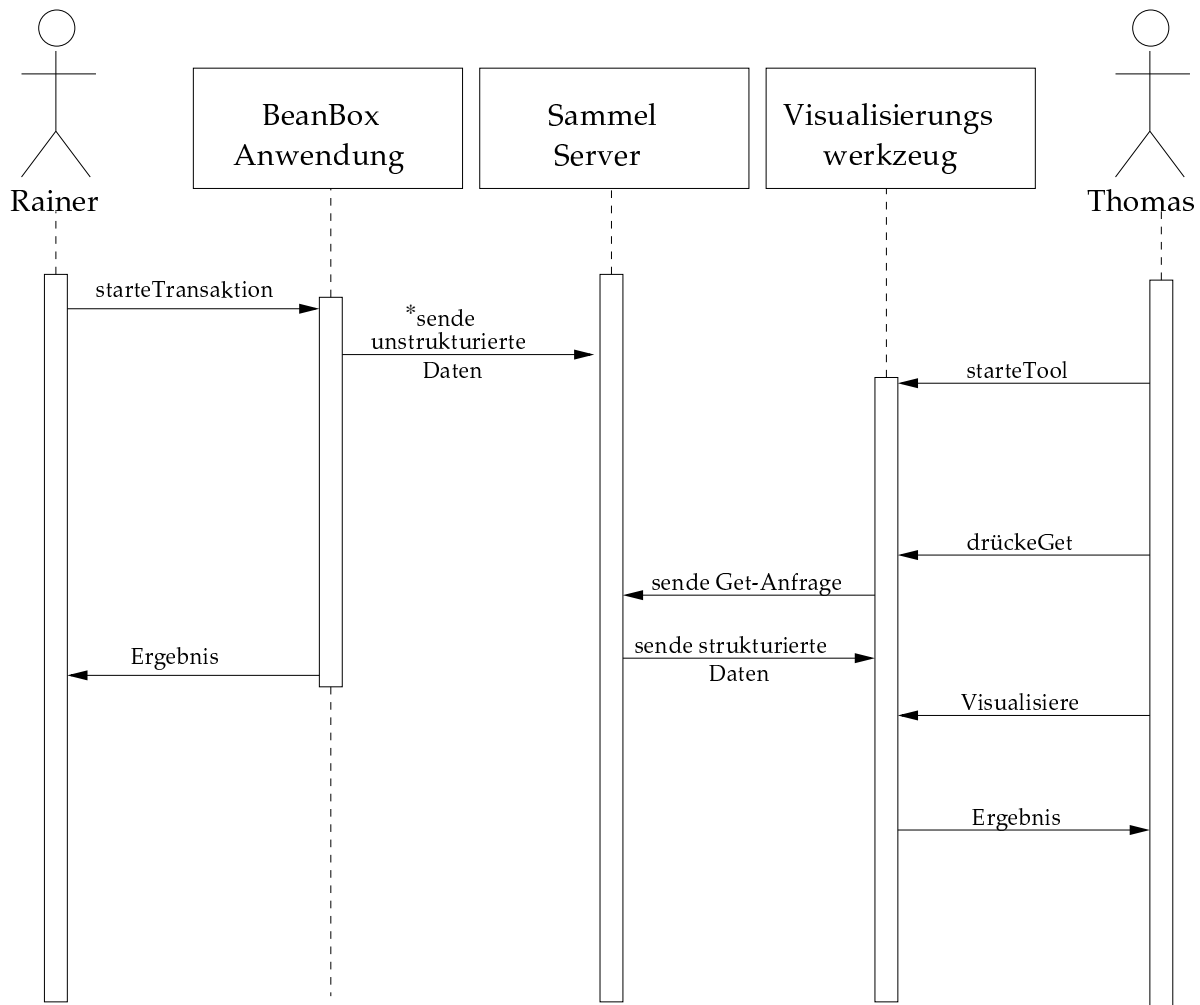 BeanBox
Anwendung
Sammel
Server
Visualisierungs
werkzeug
Rainer
Thomas
starteTransaktion
*sende
unstrukturierte
Daten
starteTool
drückeGet
sende Get-Anfrage
sende strukturierte
Daten
Ergebnis
Visualisiere
Ergebnis